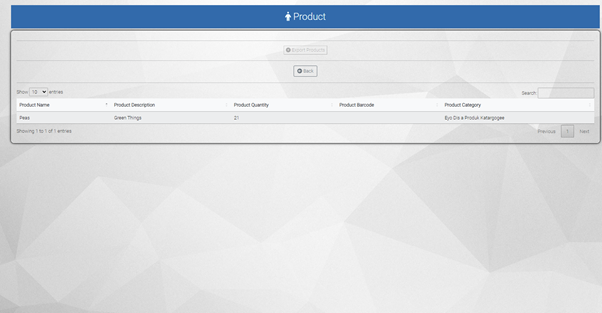 Product
Export Products
Back
Show 10 entries
Search:
Product Name Product Description Product Quantity Product Barcode Product Category
Peas Green Things 21 Eyo Dis a Produk Katargogee
Showing 1 to 1 of 1 entries
Previous 1 Next